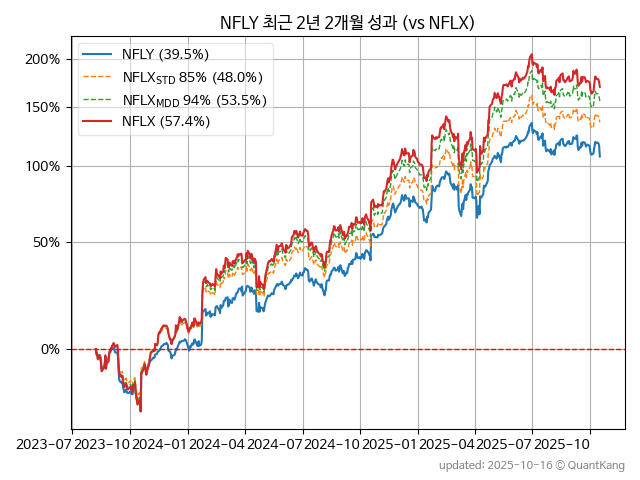 NFLY 최근 2년 2개월 성과 (vs NFLX)
NFLY (39.5%)
NFLX_STD 85% (48.0%)
NFLX_MDD 94% (53.5%)
NFLX (57.4%)
200%
150%
100%
50%
0%
2023-07
2023-10
2024-01
2024-04
2024-07
2024-10
2025-01
2025-04
2025-07
2025-10
updated: 2025-10-16 © QuantKang